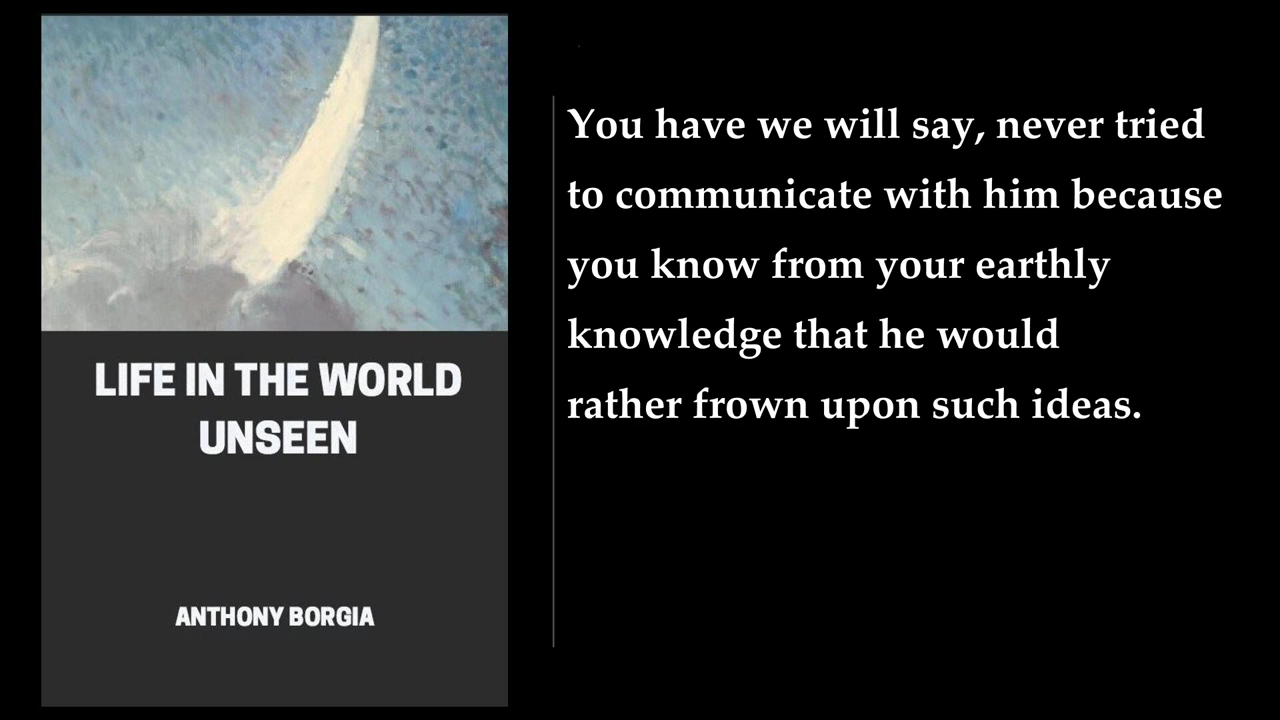 LIFE IN THE WORLD
UNSEEN
ANTHONY BORGIA
You have we will say, never tried
to communicate with him because
you know from your earthly
knowledge that he would
rather frown upon such ideas.